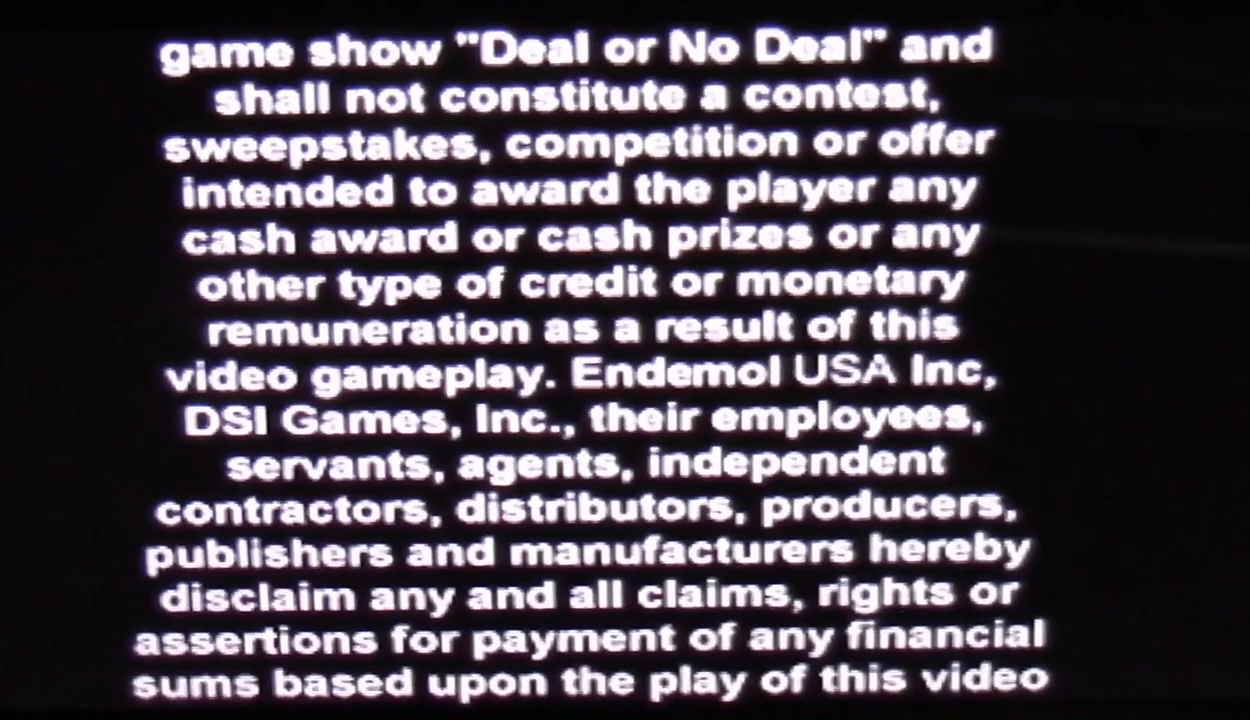 game show "Deal or No Deal" and
shall not constitute a contest,
sweepstakes, competition or offer
intended to award the player any
cash award or cash prizes or any
other type of credit or monetary
remuneration as a result of this
video gameplay. Endemol USA Inc,
DSI Games, Inc., their employees,
servants, agents, independent
contractors, distributors, producers,
publishers and manufacturers hereby
disclaim any and all claims, rights or
assertions for payment of any financial
sums based upon the play of this video